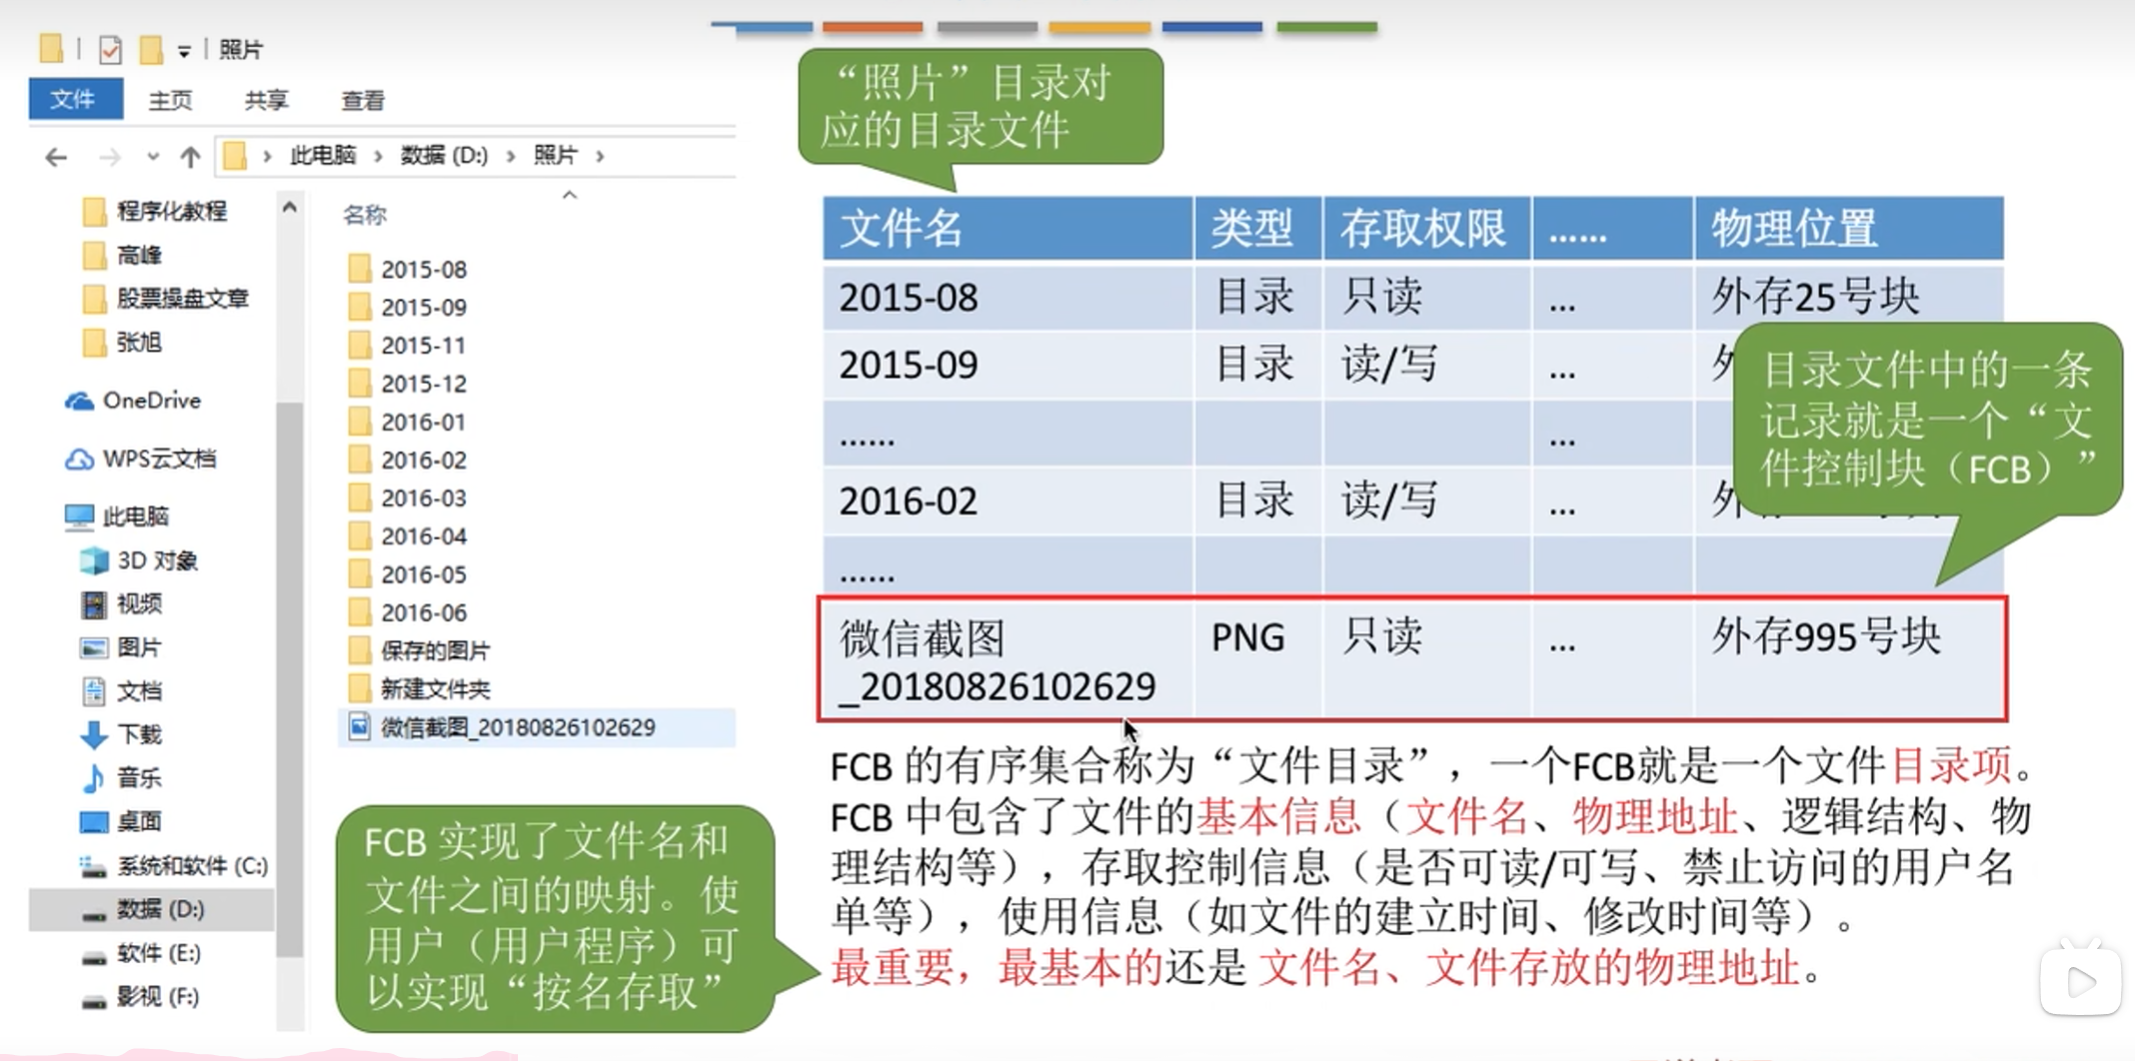 照片
文件 主页 共享 查看
此电脑 › 数据 (D:) › 照片 ›
程序化教程
高峰
股票操盘文章
张旭
OneDrive
WPS云文档
此电脑
3D 对象
视频
图片
文档
下载
音乐
桌面
系统和软件 (C:)
数据 (D:)
软件 (E:)
影视 (F:)
名称
2015-08
2015-09
2015-11
2015-12
2016-01
2016-02
2016-03
2016-04
2016-05
2016-06
保存的图片
新建文件夹
微信截图_20180826102629
“照片”目录对
应的目录文件
文件名 类型 存取权限 …… 物理位置
2015-08 目录 只读 … 外存25号块
2015-09 目录 读/写 … 外
…… …
2016-02 目录 读/写 … 外
……
微信截图 PNG 只读 … 外存995号块
_20180826102629
目录文件中的一条
记录就是一个“文
件控制块（FCB）”
FCB 的有序集合称为“文件目录”，一个FCB就是一个文件目录项。
FCB 中包含了文件的基本信息（文件名、物理地址、逻辑结构、物
理结构等），存取控制信息（是否可读/可写、禁止访问的用户名
单等），使用信息（如文件的建立时间、修改时间等）。
最重要，最基本的还是 文件名、文件存放的物理地址。
FCB 实现了文件名和
文件之间的映射。使
用户（用户程序）可
以实现“按名存取”